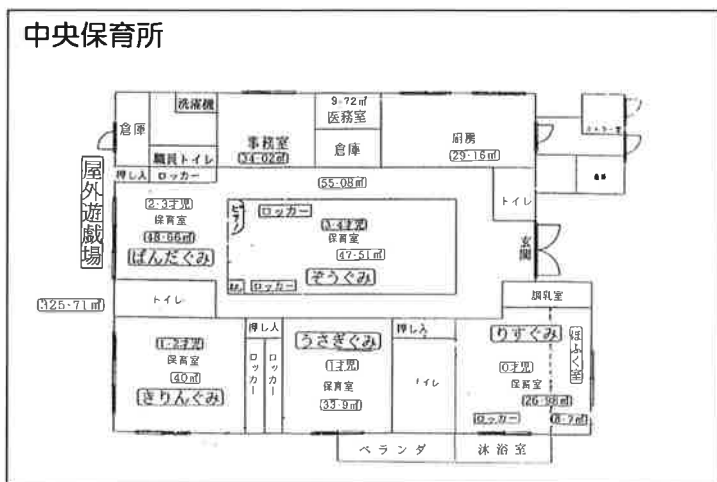 中央保育所
洗濯機
9.72㎡
医務室
倉庫
事務室
34.02㎡
倉庫
厨房
29.16㎡
職員トイレ
押し入
ロッカー
屋外遊戯場
55.08㎡
トイレ
2・3才児
保育室
48.66㎡
ぱんだぐみ
ピアノ
ロッカー
3・4才児
保育室
47.51㎡
ぞうぐみ
ロッカー
玄関
425.71㎡
トイレ
調乳室
1・2才児
保育室
40㎡
きりんぐみ
押し入
ロッカー
ロッカー
うさぎぐみ
1才児
保育室
33.9㎡
押し入
トイレ
りすぐみ
0才児
保育室
26.98㎡
ロッカー
ほふく室
8.7㎡
ベランダ
沐浴室